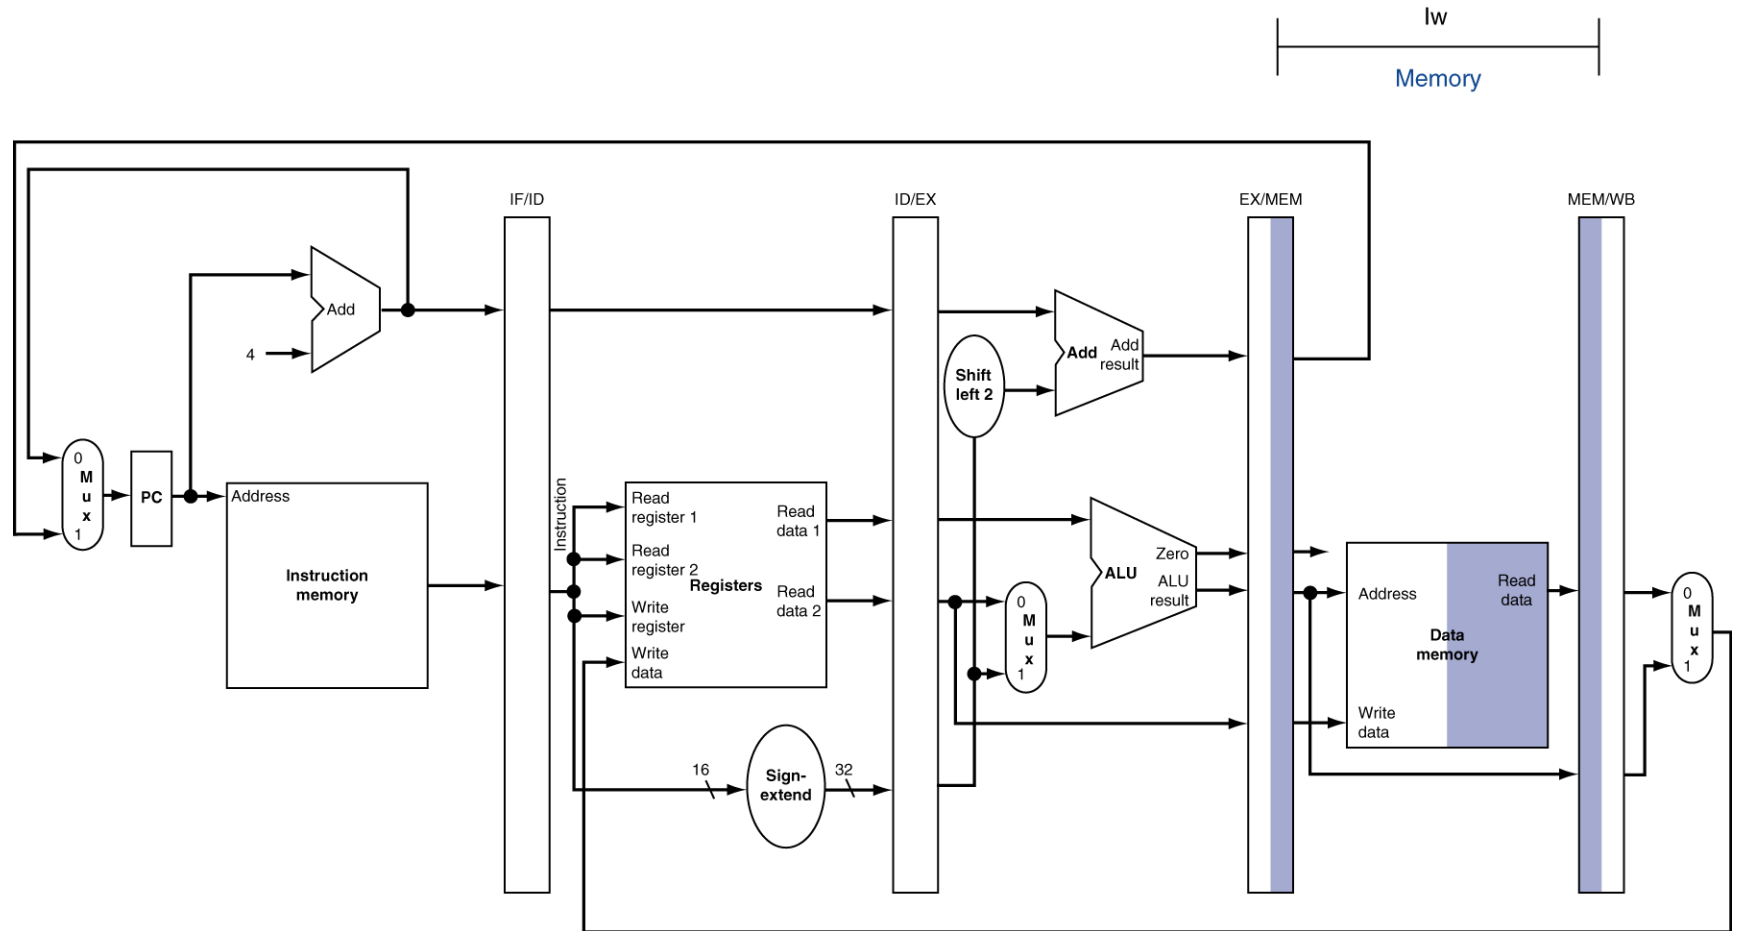 lw
Memory
IF/ID
ID/EX
EX/MEM
MEM/WB
Add
4
Shift
left 2
Add
Add
result
0
M
u
x
1
PC
Address
Instruction
memory
Instruction
Read
register 1
Read
register 2
Write
register
Write
data
Registers
Read
data 1
Read
data 2
16
Sign-
extend
32
0
M
u
x
1
Zero
ALU
ALU
result
Address
Read
data
Data
memory
Write
data
0
M
u
x
1